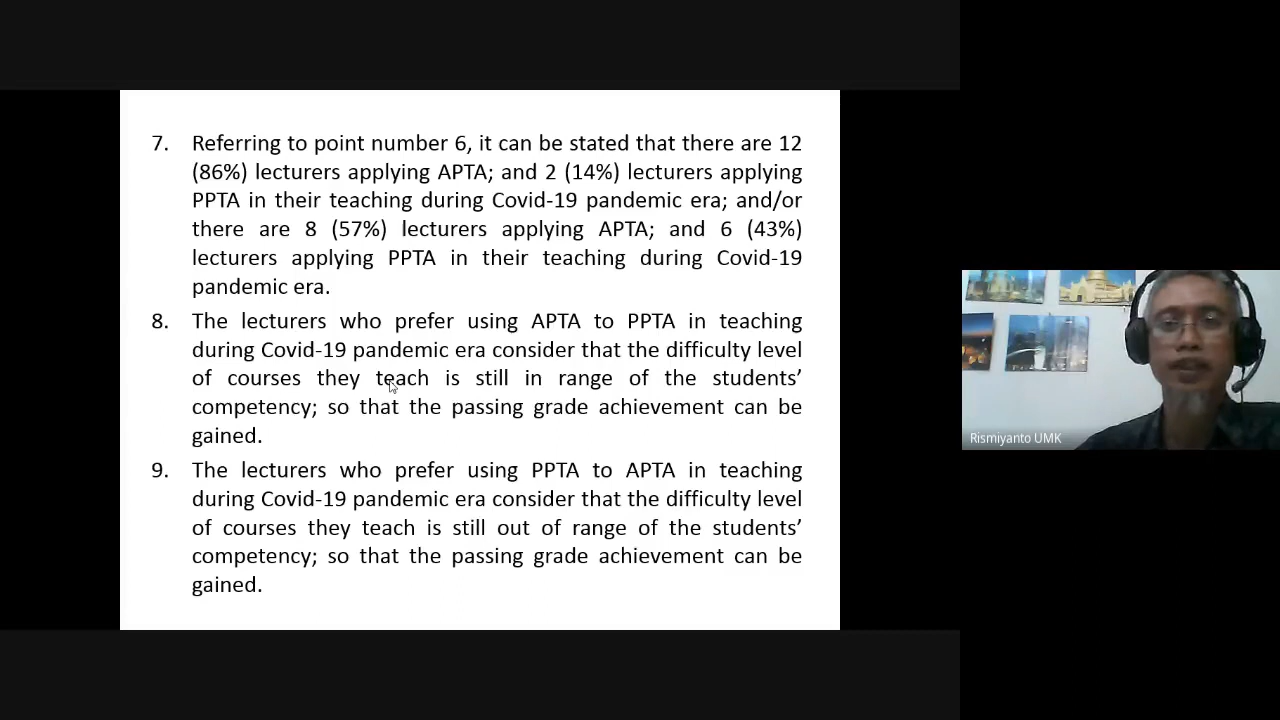 7. Referring to point number 6, it can be stated that there are 12
(86%) lecturers applying APTA; and 2 (14%) lecturers applying
PPTA in their teaching during Covid-19 pandemic era; and/or
there are 8 (57%) lecturers applying APTA; and 6 (43%)
lecturers applying PPTA in their teaching during Covid-19
pandemic era.
8. The lecturers who prefer using APTA to PPTA in teaching
during Covid-19 pandemic era consider that the difficulty level
of courses they teach is still in range of the students’
competency; so that the passing grade achievement can be
gained.
9. The lecturers who prefer using PPTA to APTA in teaching
during Covid-19 pandemic era consider that the difficulty level
of courses they teach is still out of range of the students’
competency; so that the passing grade achievement can be
gained.
Rismiyanto UMK